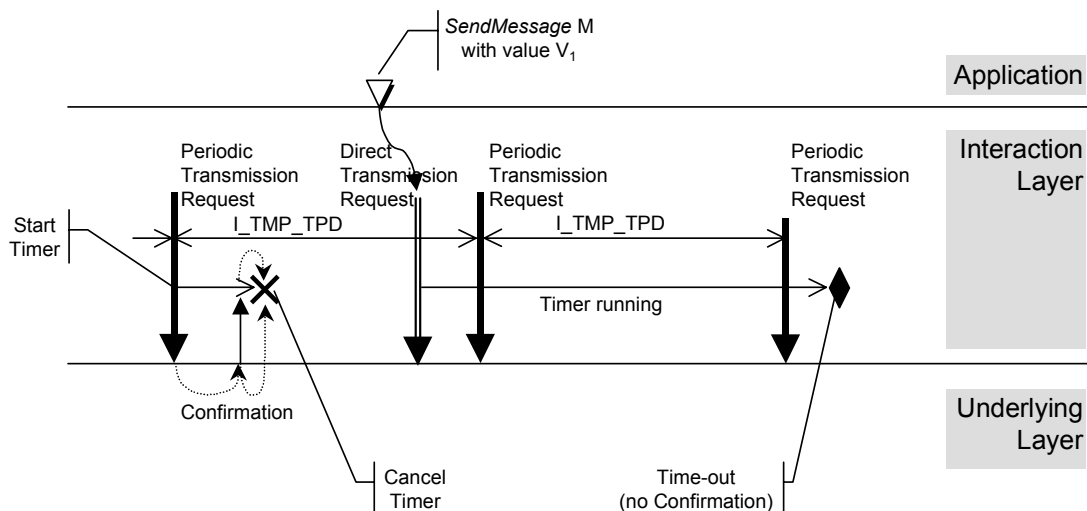 SendMessage M
with value V₁
Application
Periodic
Transmission
Request
Direct
Transmission
Request
Periodic
Transmission
Request
Periodic
Transmission
Request
Interaction
Layer
Start
Timer
I_TMP_TPD
I_TMP_TPD
Timer running
Confirmation
Underlying
Layer
Cancel
Timer
Time-out
(no Confirmation)